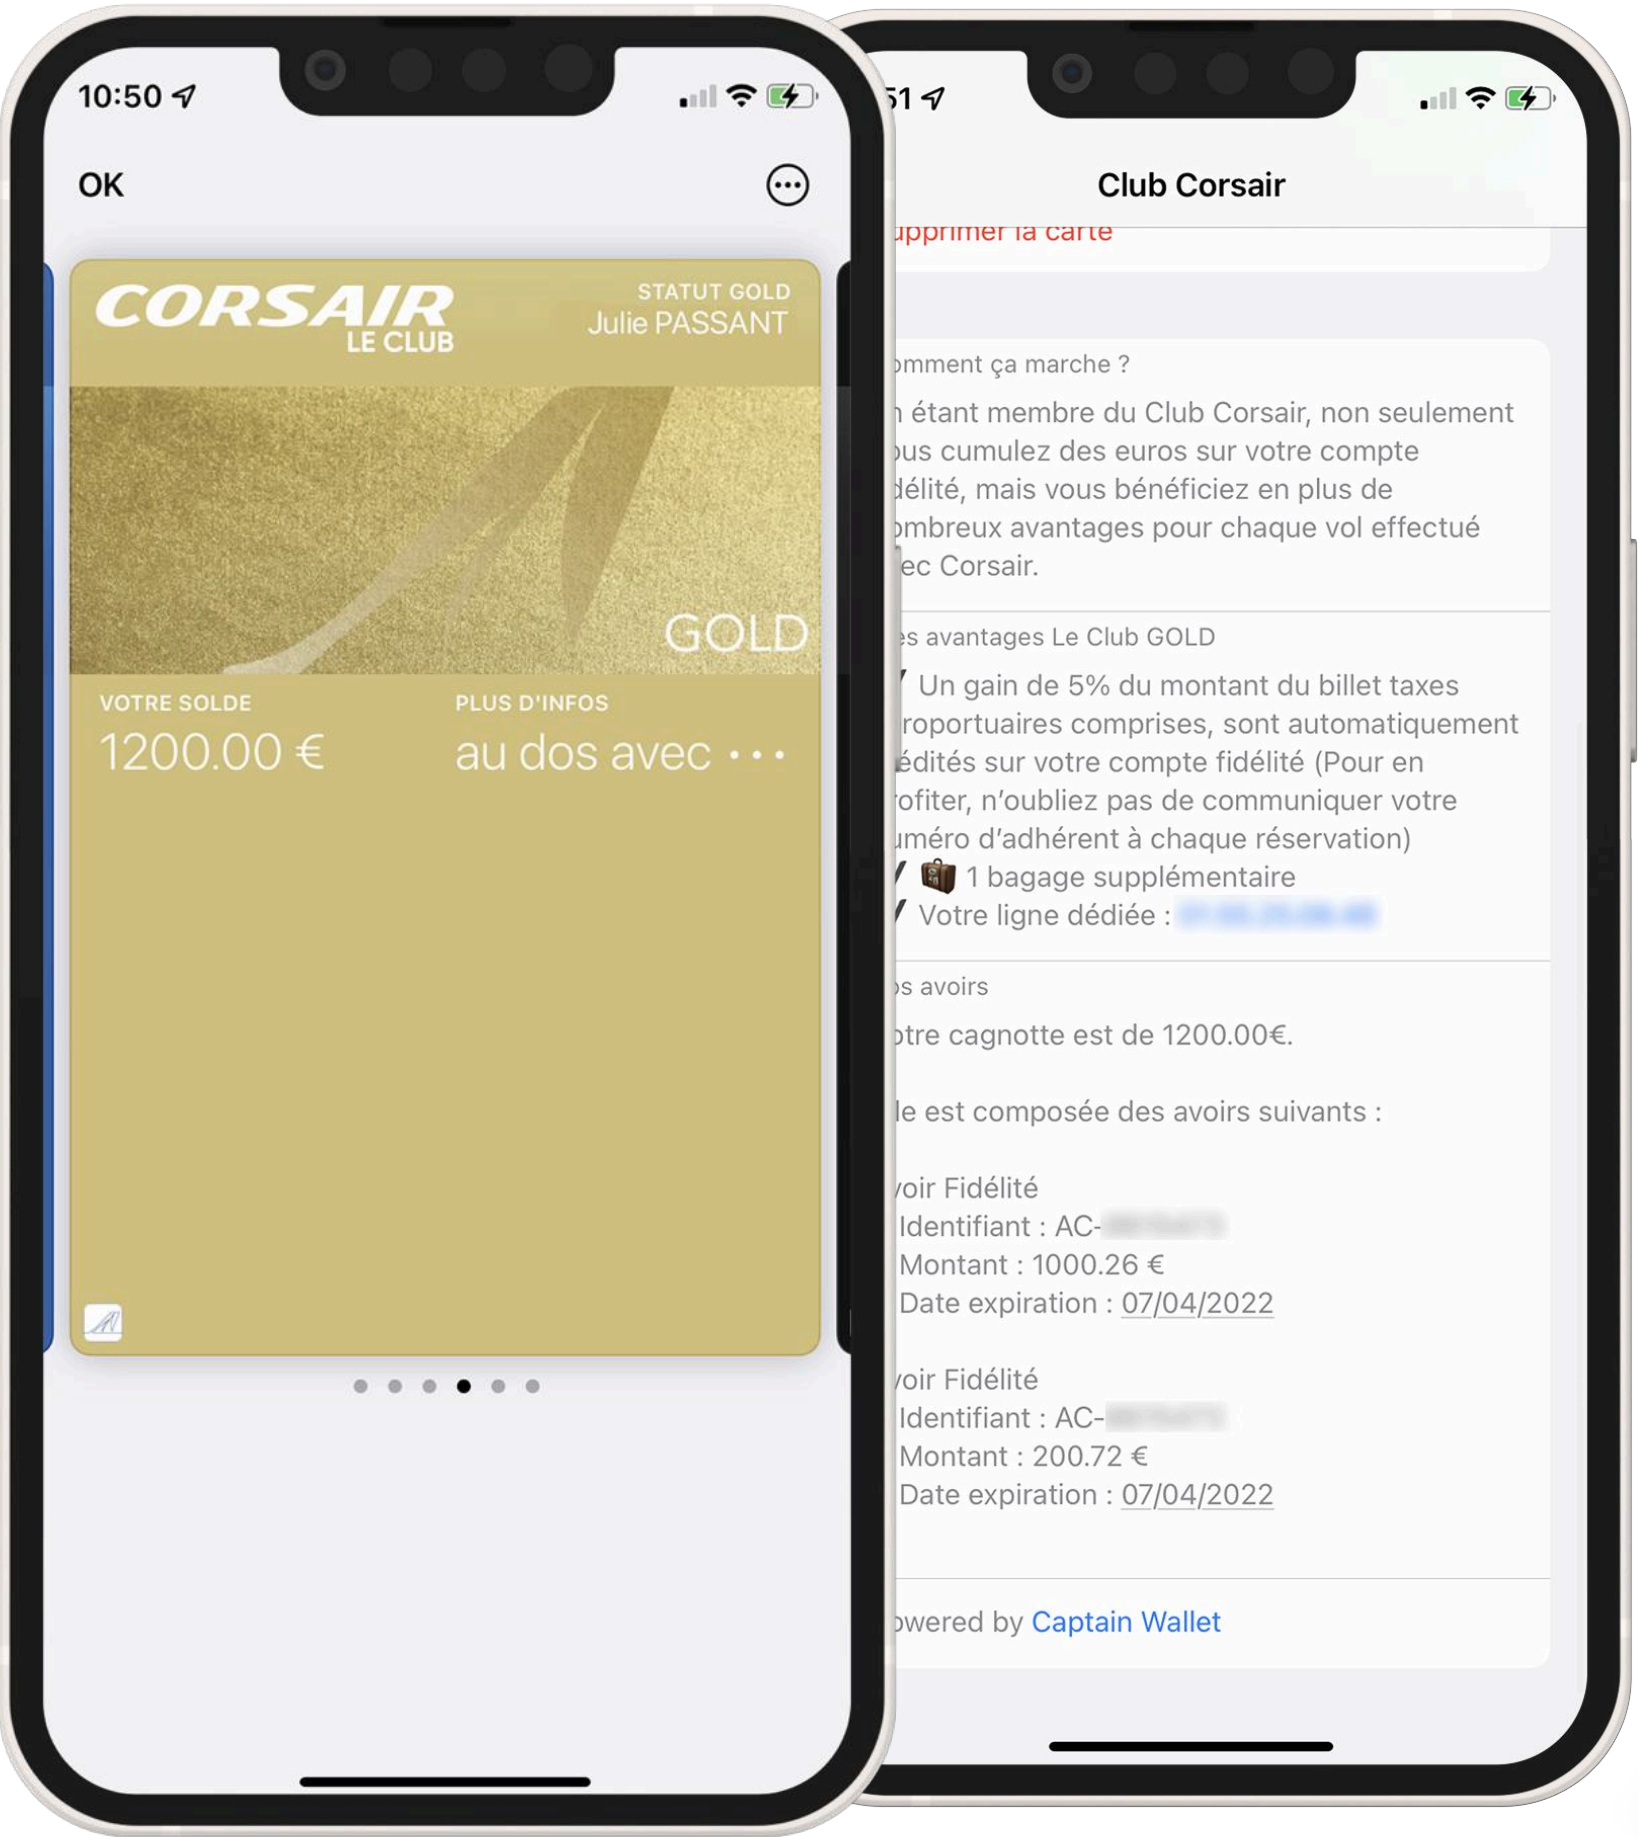 10:50
OK
CORSAIR
LE CLUB
STATUT GOLD
Julie PASSANT
GOLD
VOTRE SOLDE
1200.00 €
PLUS D'INFOS
au dos avec •••
51
Club Corsair
upprimer la carte
omment ça marche ?
n étant membre du Club Corsair, non seulement
ous cumulez des euros sur votre compte
délité, mais vous bénéficiez en plus de
ombreux avantages pour chaque vol effectué
ec Corsair.
es avantages Le Club GOLD
Un gain de 5% du montant du billet taxes
roportuaires comprises, sont automatiquement
édités sur votre compte fidélité (Pour en
rofiter, n’oubliez pas de communiquer votre
uméro d’adhérent à chaque réservation)
1 bagage supplémentaire
Votre ligne dédiée :
os avoirs
otre cagnotte est de 1200.00€.
le est composée des avoirs suivants :
voir Fidélité
Identifiant : AC-
Montant : 1000.26 €
Date expiration : 07/04/2022
voir Fidélité
Identifiant : AC-
Montant : 200.72 €
Date expiration : 07/04/2022
owered by Captain Wallet